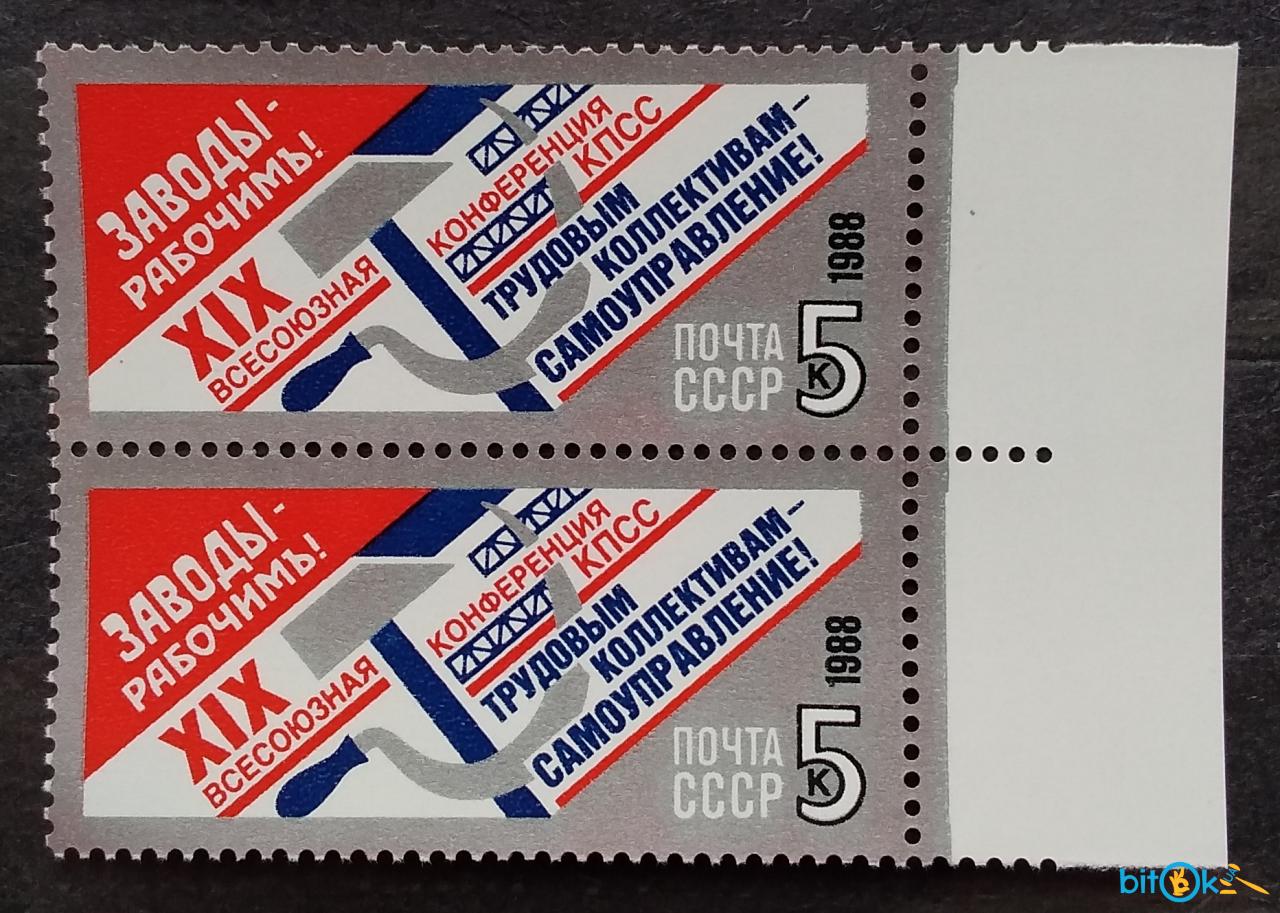 ЗАВОДЫ-
РАБОЧИМЪ!
XIX
ВСЕСОЮЗНАЯ
КОНФЕРЕНЦИЯ
КПСС
ТРУДОВЫМ
КОЛЛЕКТИВАМ—
САМОУПРАВЛЕНИЕ!
1988
ПОЧТА
СССР
5
К
ЗАВОДЫ-
РАБОЧИМЪ!
XIX
ВСЕСОЮЗНАЯ
КОНФЕРЕНЦИЯ
КПСС
ТРУДОВЫМ
КОЛЛЕКТИВАМ—
САМОУПРАВЛЕНИЕ!
1988
ПОЧТА
СССР
5
К